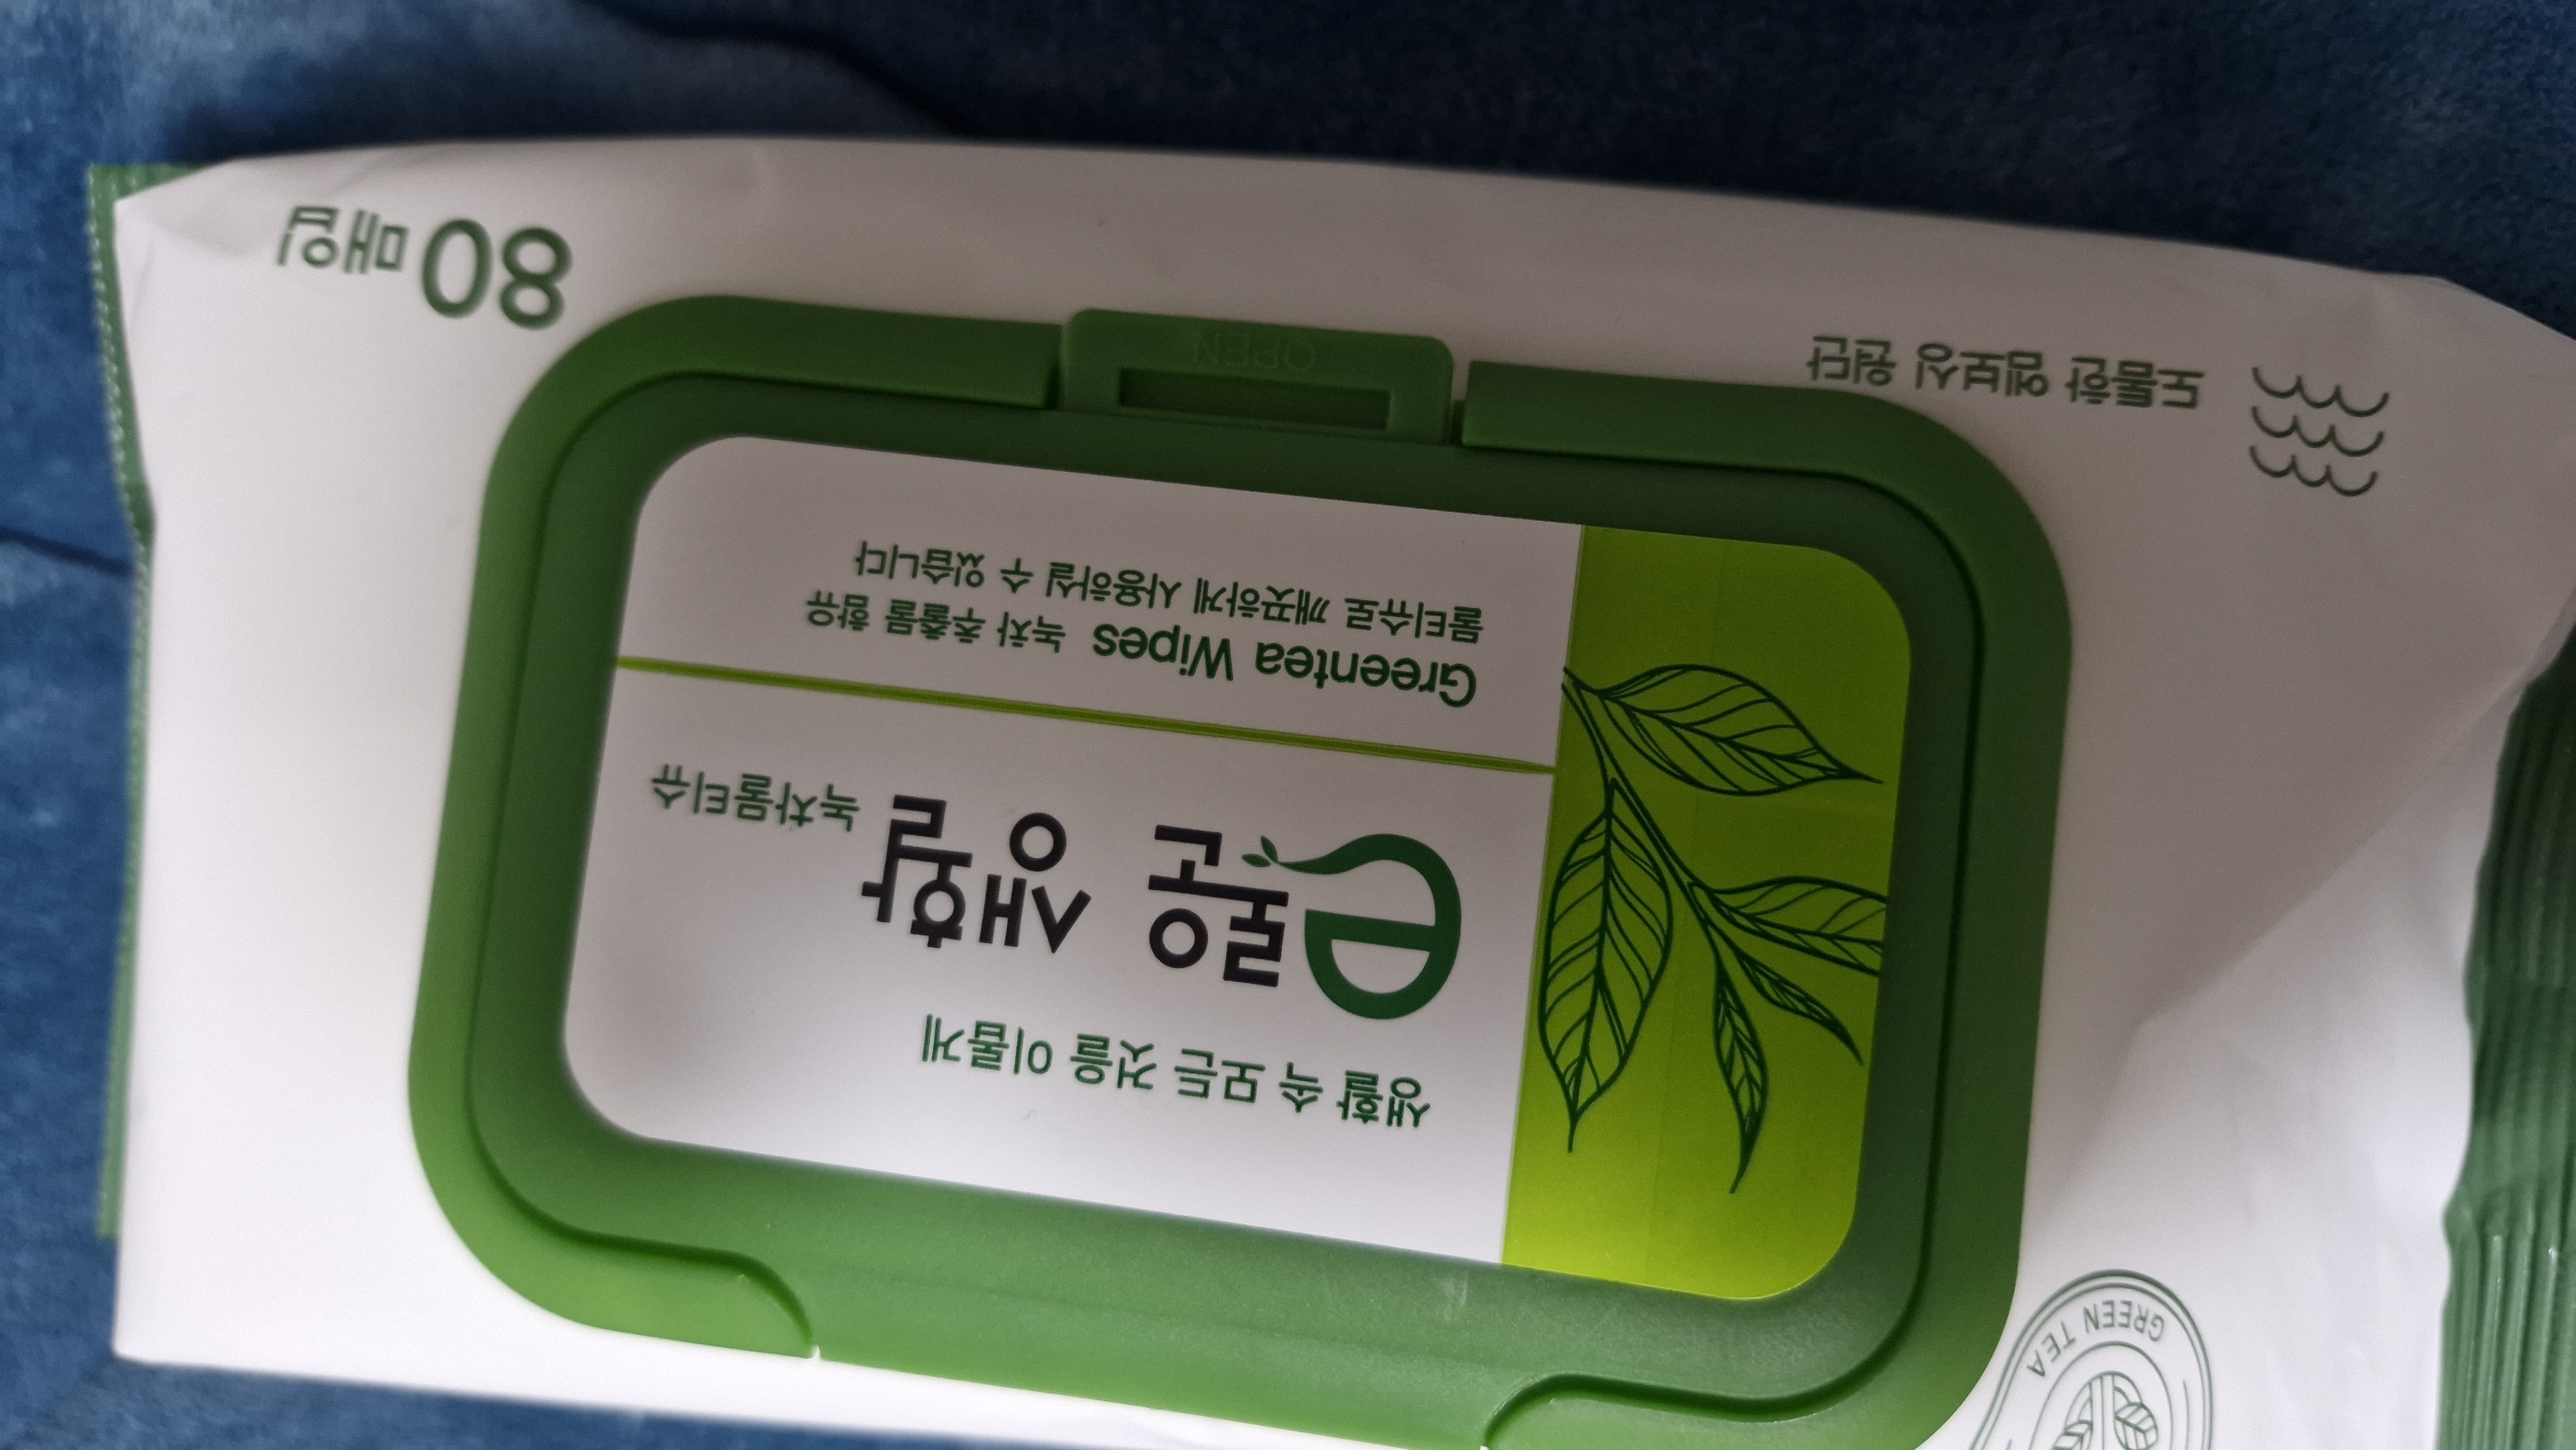 GREEN TEA
생활 속 모든 것을 이롭게
e로운 생활 녹차물티슈
Greentea Wipes 녹차 추출물 함유
물티슈로 깨끗하게 사용하실 수 있습니다
OPEN
도톰한 엠보싱 원단
80매입